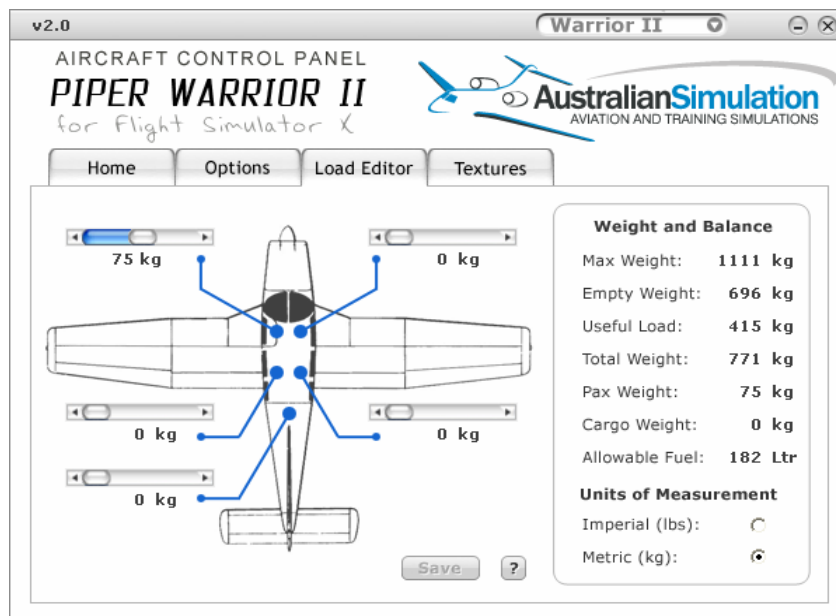 v2.0
Warrior II
AIRCRAFT CONTROL PANEL
PIPER WARRIOR II
for Flight Simulator X
AustralianSimulation
AVIATION AND TRAINING SIMULATIONS
Home
Options
Load Editor
Textures
75 kg
0 kg
0 kg
0 kg
0 kg
Save
?
Weight and Balance
Max Weight: 1111 kg
Empty Weight: 696 kg
Useful Load: 415 kg
Total Weight: 771 kg
Pax Weight: 75 kg
Cargo Weight: 0 kg
Allowable Fuel: 182 Ltr
Units of Measurement
Imperial (lbs):
Metric (kg):